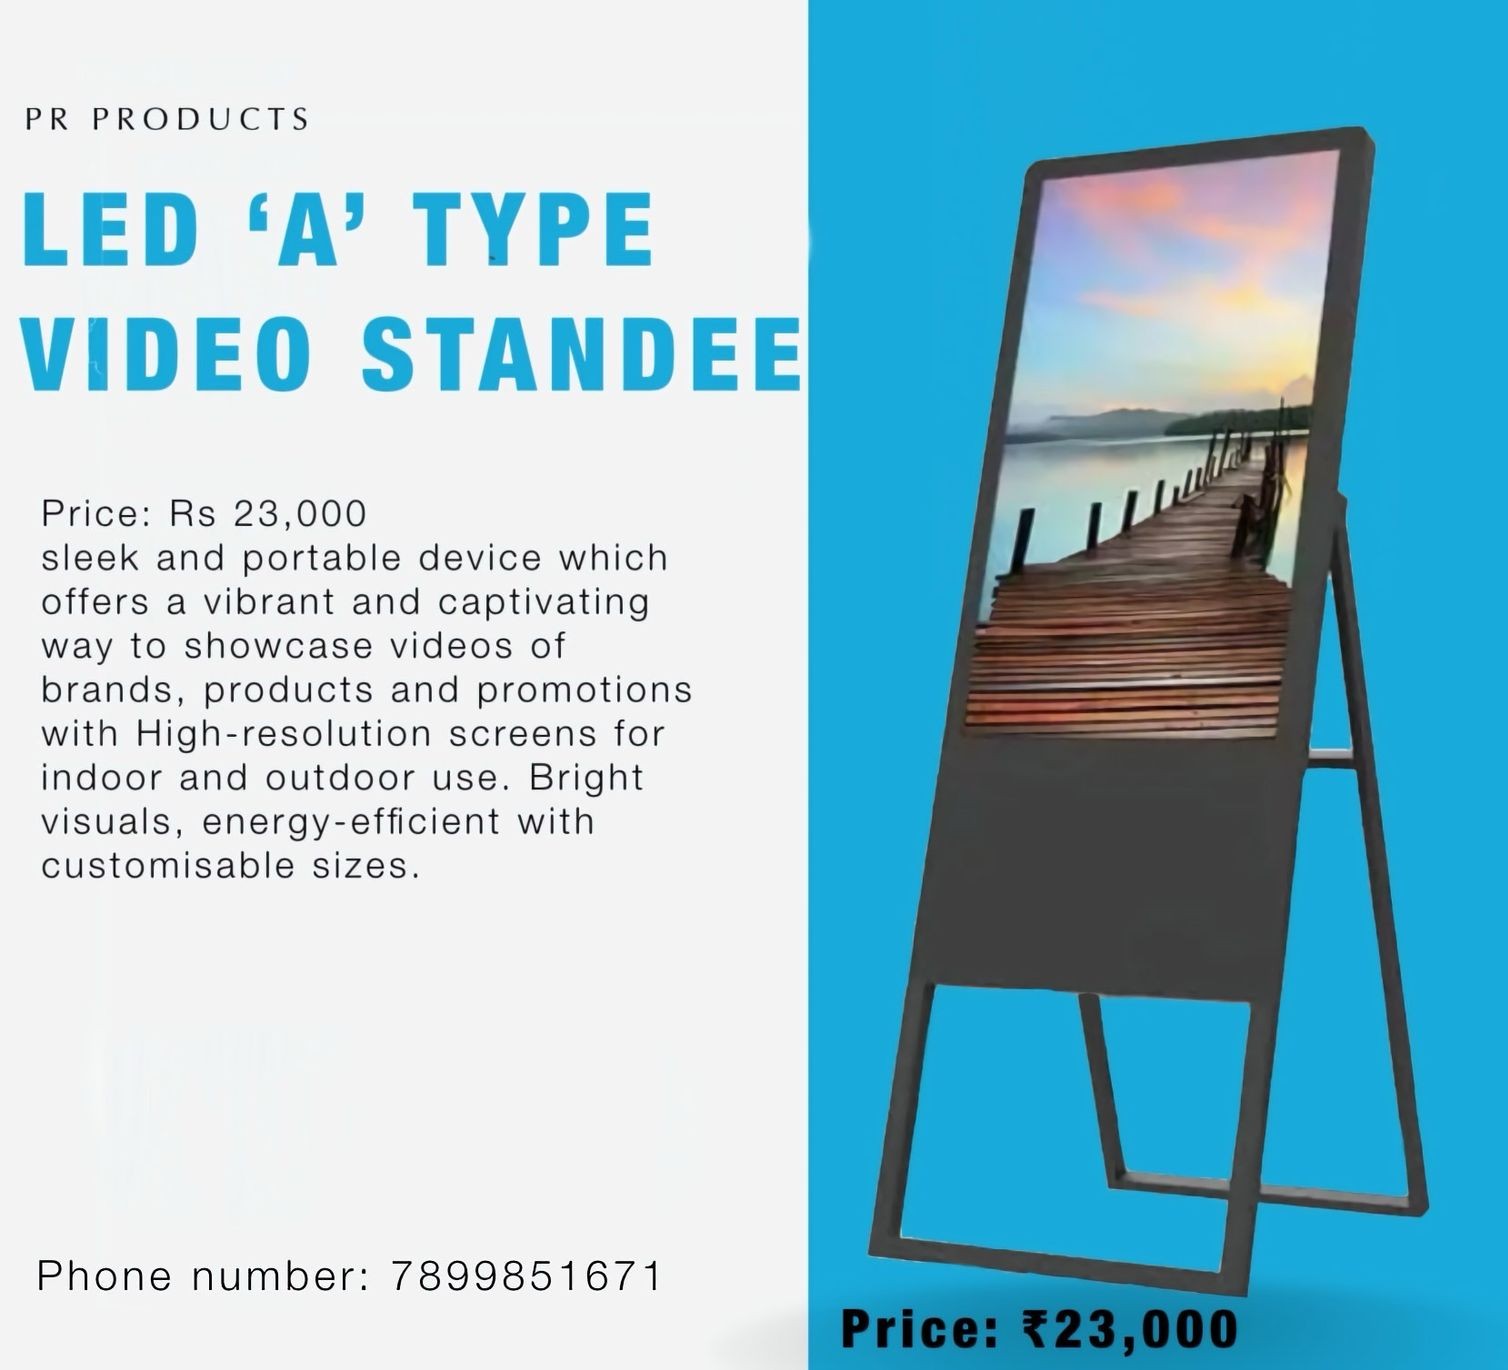 PR PRODUCTS
LED ‘A’ TYPE
VIDEO STANDEE
Price: Rs 23,000
sleek and portable device which
offers a vibrant and captivating
way to showcase videos of
brands, products and promotions
with High-resolution screens for
indoor and outdoor use. Bright
visuals, energy-efficient with
customisable sizes.
Phone number: 7899851671
Price: ₹23,000